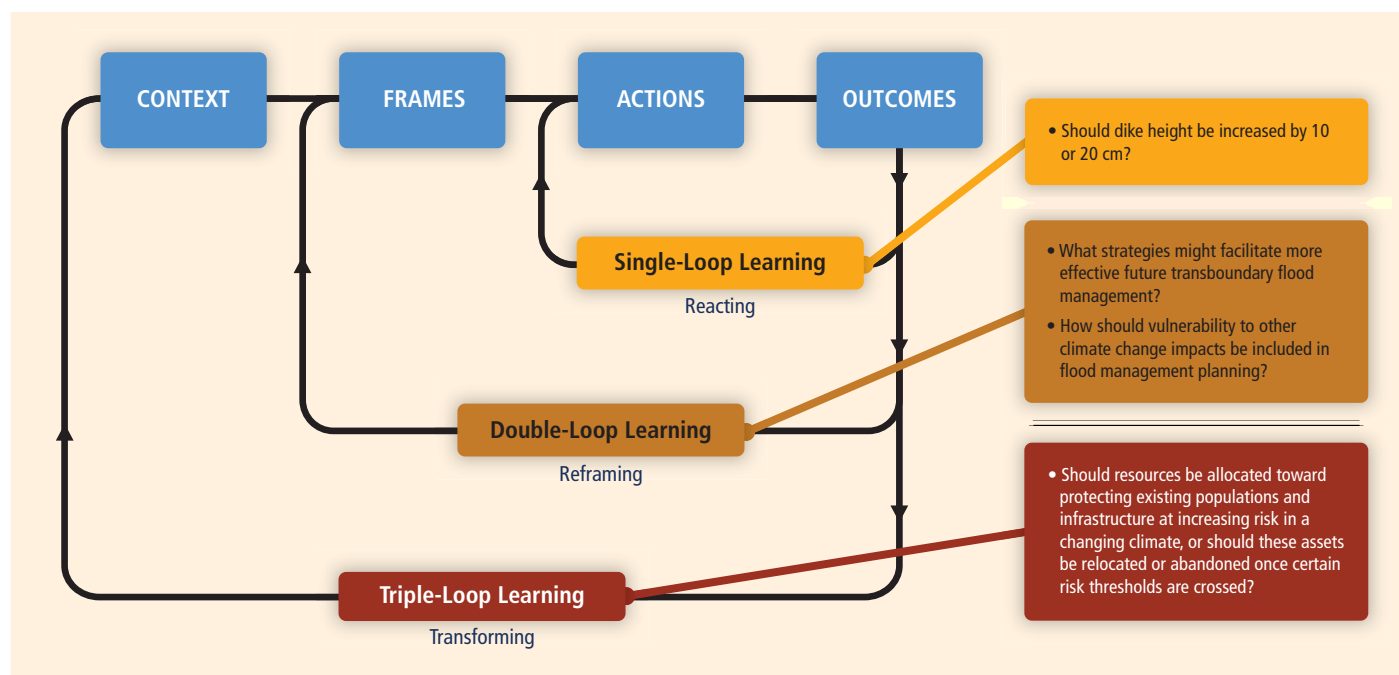 CONTEXT
FRAMES
ACTIONS
OUTCOMES
• Should dike height be increased by 10
or 20 cm?
Single-Loop Learning
Reacting
• What strategies might facilitate more
effective future transboundary flood
management?
• How should vulnerability to other
climate change impacts be included in
flood management planning?
Double-Loop Learning
Reframing
• Should resources be allocated toward
protecting existing populations and
infrastructure at increasing risk in a
changing climate, or should these assets
be relocated or abandoned once certain
risk thresholds are crossed?
Triple-Loop Learning
Transforming